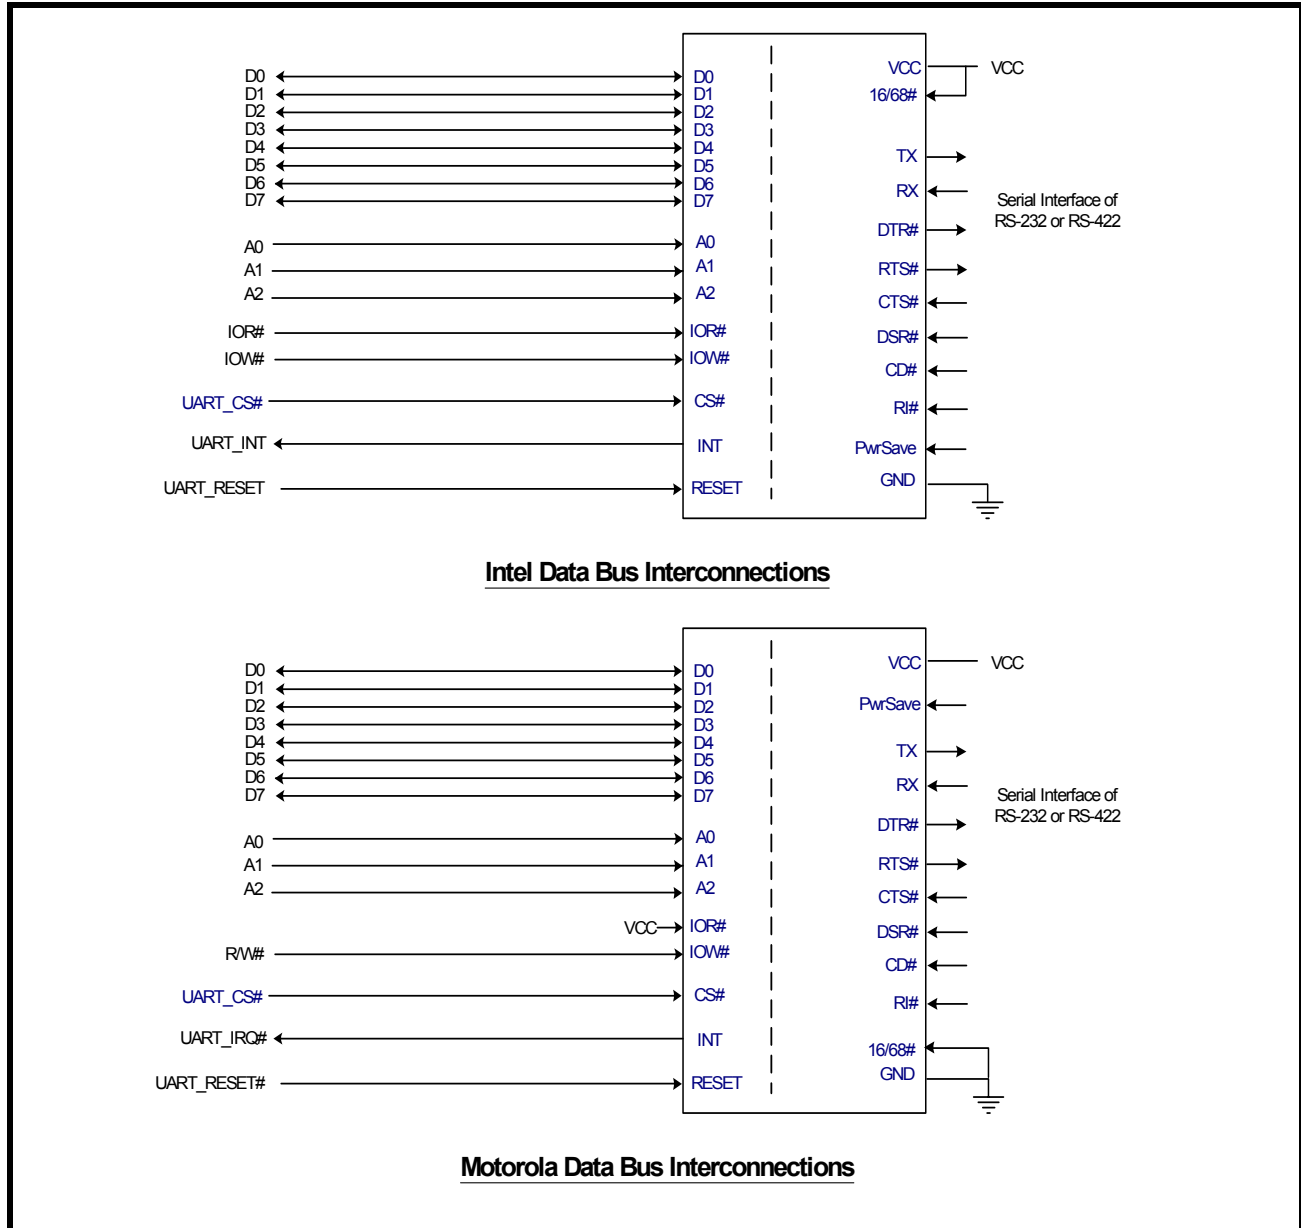 D0 D0 VCC VCC
D1 D1 16/68#
D2 D2
D3 D3
D4 D4 TX
D5 D5
D6 D6 RX
D7 D7 Serial Interface of
RS-232 or RS-422
DTR#
A0 A0
A1 A1 RTS#
A2 A2 CTS#
IOR# IOR# DSR#
IOW# IOW# CD#
UART_CS# CS# RI#
UART_INT INT PwrSave
UART_RESET RESET GND
Intel Data Bus Interconnections
D0 D0 VCC VCC
D1 D1
D2 D2 PwrSave
D3 D3
D4 D4 TX
D5 D5
D6 D6 RX
D7 D7 Serial Interface of
RS-232 or RS-422
DTR#
A0 A0
A1 A1 RTS#
A2 A2 CTS#
VCC IOR# DSR#
R/W# IOW# CD#
UART_CS# CS# RI#
UART_IRQ# INT 16/68#
UART_RESET# RESET GND
Motorola Data Bus Interconnections